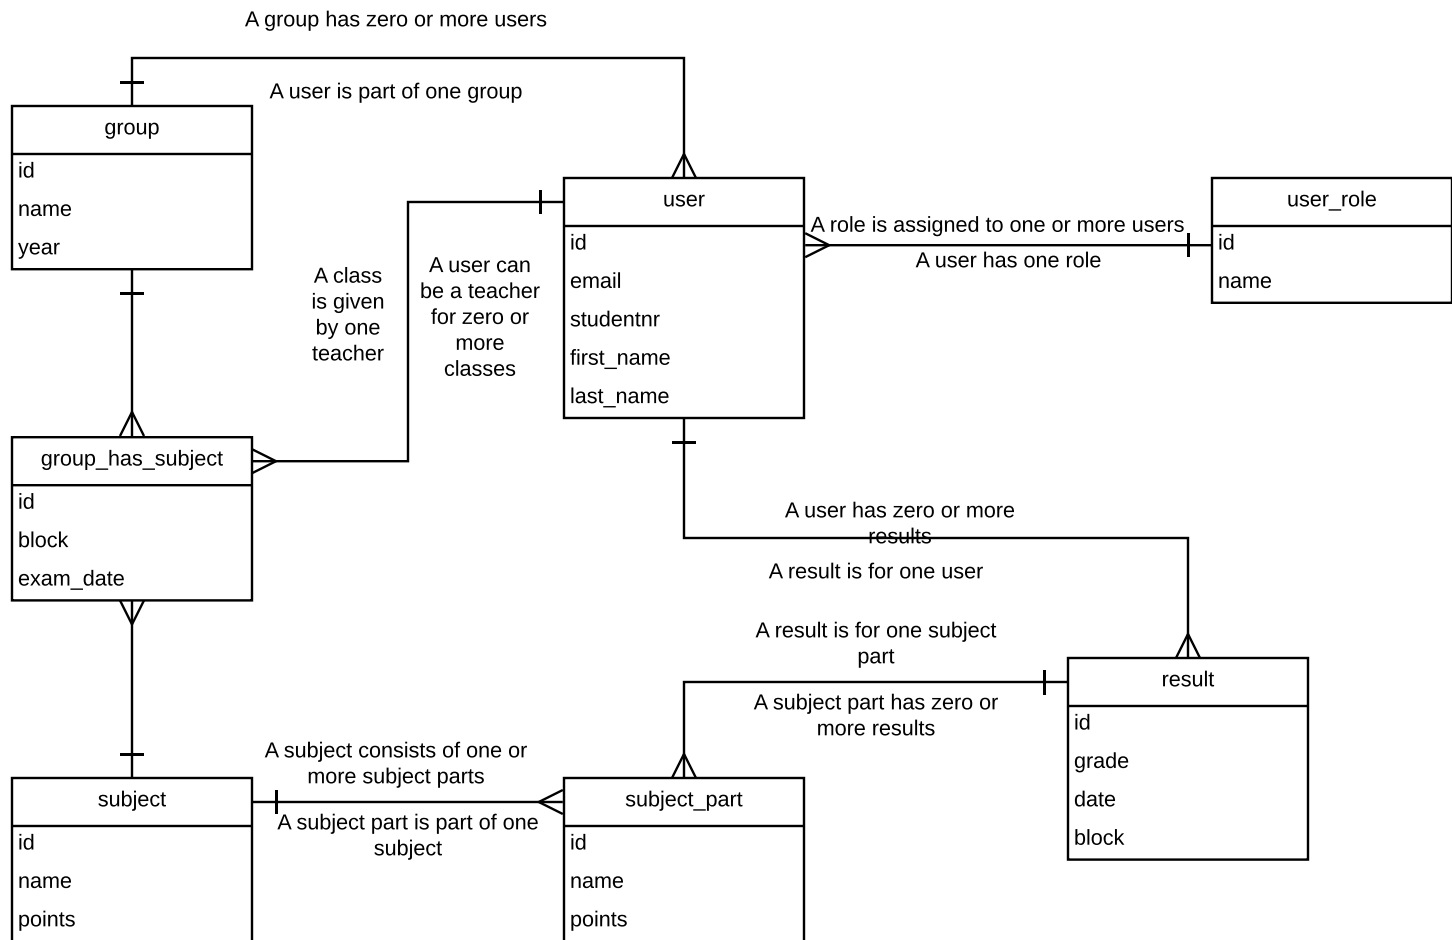 A group has zero or more users
A user is part of one group
group
id
name
year
user
id
email
studentnr
first_name
last_name
A role is assigned to one or more users
A user has one role
user_role
id
name
A class
is given
by one
teacher
A user can
be a teacher
for zero or
more
classes
group_has_subject
id
block
exam_date
A user has zero or more
results
A result is for one user
A result is for one subject
part
A subject part has zero or
more results
result
id
grade
date
block
A subject consists of one or
more subject parts
A subject part is part of one
subject
subject
id
name
points
subject_part
id
name
points